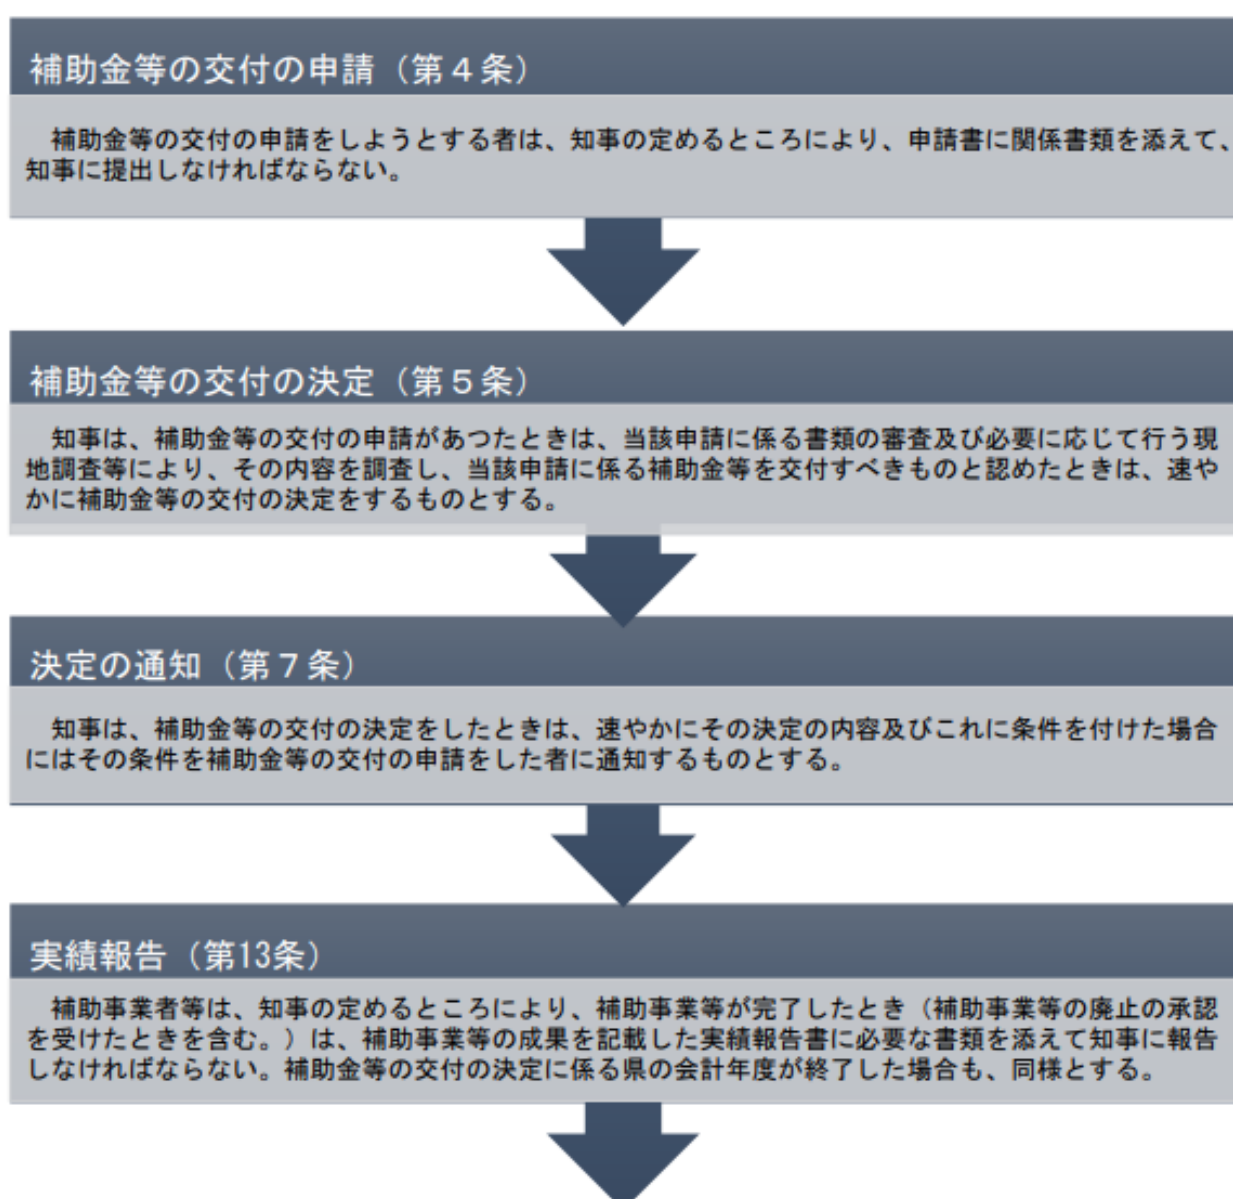 補助金等の交付の申請（第４条）
補助金等の交付の申請をしようとする者は、知事の定めるところにより、申請書に関係書類を添えて、
知事に提出しなければならない。
補助金等の交付の決定（第５条）
知事は、補助金等の交付の申請があつたときは、当該申請に係る書類の審査及び必要に応じて行う現
地調査等により、その内容を調査し、当該申請に係る補助金等を交付すべきものと認めたときは、速や
かに補助金等の交付の決定をするものとする。
決定の通知（第７条）
知事は、補助金等の交付の決定をしたときは、速やかにその決定の内容及びこれに条件を付けた場合
にはその条件を補助金等の交付の申請をした者に通知するものとする。
実績報告（第13条）
補助事業者等は、知事の定めるところにより、補助事業等が完了したとき（補助事業等の廃止の承認
を受けたときを含む。）は、補助事業等の成果を記載した実績報告書に必要な書類を添えて知事に報告
しなければならない。補助金等の交付の決定に係る県の会計年度が終了した場合も、同様とする。